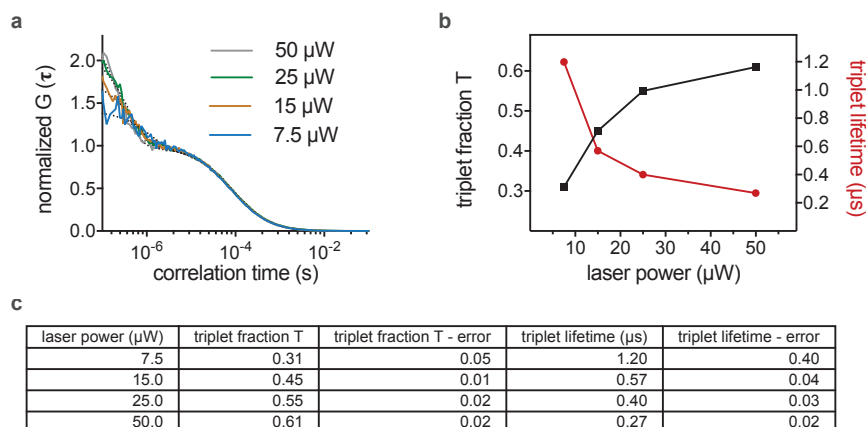 a
normalized G (τ)
2.0
1.5
1.0
0.5
0.0
50 µW
25 µW
15 µW
7.5 µW
10⁻⁶ 10⁻⁴ 10⁻²
correlation time (s)
b
triplet fraction T
0.6
0.5
0.4
0.3
1.2
1.0
0.8
0.6
0.4
0.2
triplet lifetime (µs)
10 20 30 40 50
laser power (µW)
c
laser power (µW) triplet fraction T triplet fraction T - error triplet lifetime (µs) triplet lifetime - error
7.5 0.31 0.05 1.20 0.40
15.0 0.45 0.01 0.57 0.04
25.0 0.55 0.02 0.40 0.03
50.0 0.61 0.02 0.27 0.02